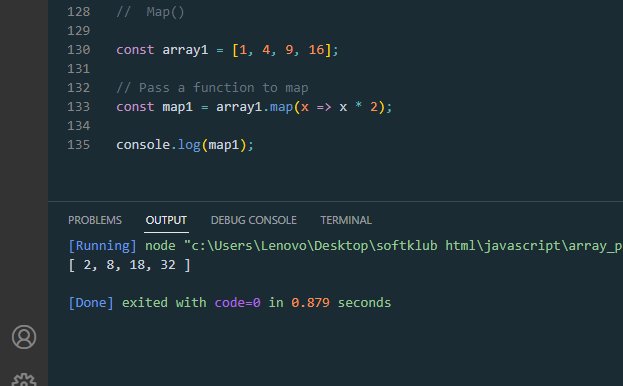 128 //  Map()
129
130 const array1 = [1, 4, 9, 16];
131
132 // Pass a function to map
133 const map1 = array1.map(x => x * 2);
134
135 console.log(map1);
PROBLEMS OUTPUT DEBUG CONSOLE TERMINAL
[Running] node "c:\Users\Lenovo\Desktop\softklub html\javascript\array_p
[ 2, 8, 18, 32 ]
[Done] exited with code=0 in 0.879 seconds